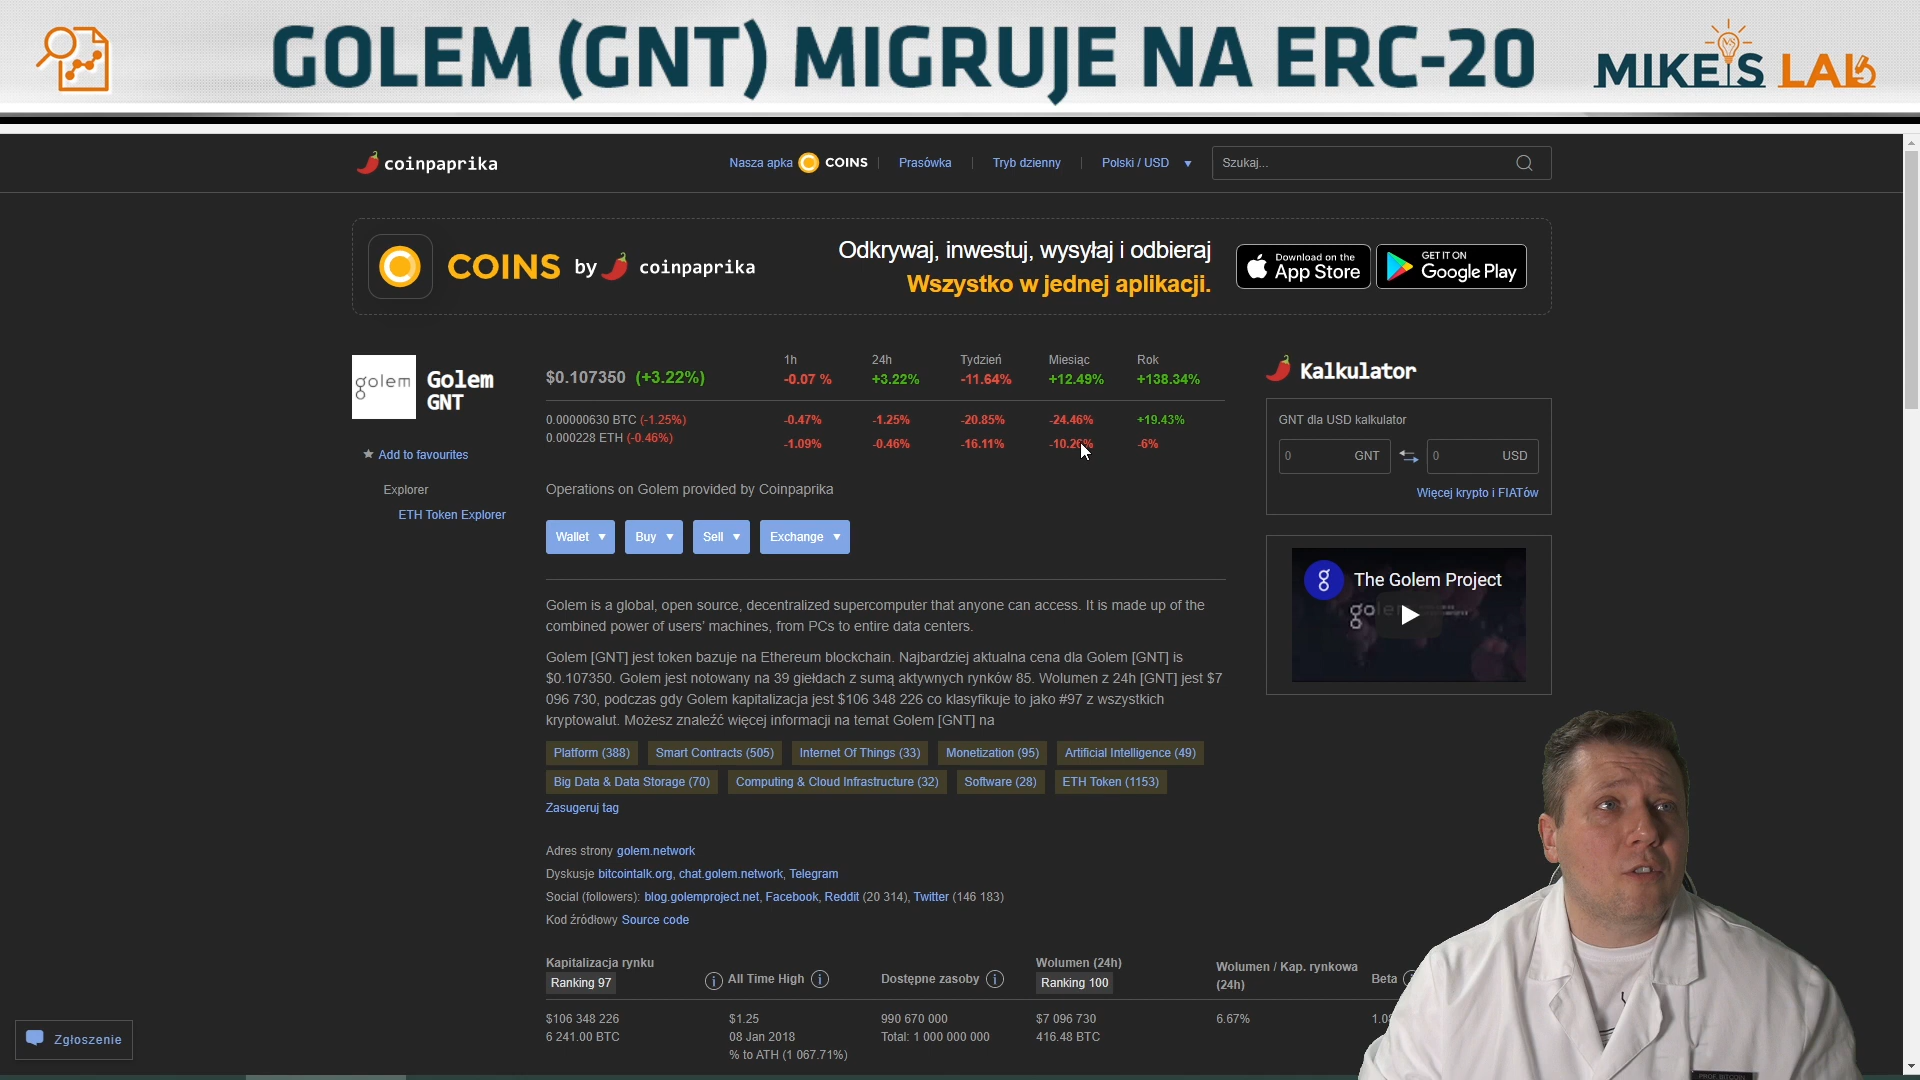 GOLEM (GNT) MIGRUJE NA ERC-20
MIKE'S LAB
coinpaprika
Nasza apka COINS
Prasówka
Tryb dzienny
Polski / USD
Szukaj...
COINS by coinpaprika
Odkrywaj, inwestuj, wysyłaj i odbieraj
Wszystko w jednej aplikacji.
Download on the
App Store
GET IT ON
Google Play
golem
Golem
GNT
$0.107350 (+3.22%)
1h 24h Tydzień Miesiąc Rok
-0.07 % +3.22% -11.64% +12.49% +138.34%
0.00000630 BTC (-1.25%)
-0.47% -1.25% -20.85% -24.46% +19.43%
0.000228 ETH (-0.46%)
-1.09% -0.46% -16.11% -10.26% -6%
Add to favourites
Explorer
ETH Token Explorer
Operations on Golem provided by Coinpaprika
Wallet Buy Sell Exchange
Kalkulator
GNT dla USD kalkulator
0 GNT 0 USD
Więcej krypto i FIATów
The Golem Project
Golem is a global, open source, decentralized supercomputer that anyone can access. It is made up of the
combined power of users' machines, from PCs to entire data centers.
Golem [GNT] jest token bazuje na Ethereum blockchain. Najbardziej aktualna cena dla Golem [GNT] is
$0.107350. Golem jest notowany na 39 giełdach z sumą aktywnych rynków 85. Wolumen z 24h [GNT] jest $7
096 730, podczas gdy Golem kapitalizacja jest $106 348 226 co klasyfikuje to jako #97 z wszystkich
kryptowalut. Możesz znaleźć więcej informacji na temat Golem [GNT] na
Platform (388) Smart Contracts (505) Internet Of Things (33) Monetization (95) Artificial Intelligence (49)
Big Data & Data Storage (70) Computing & Cloud Infrastructure (32) Software (28) ETH Token (1153)
Zasugeruj tag
Adres strony golem.network
Dyskusje bitcointalk.org, chat.golem.network, Telegram
Social (followers): blog.golemproject.net, Facebook, Reddit (20 314), Twitter (146 183)
Kod źródłowy Source code
Kapitalizacja rynku
Ranking 97
All Time High
Dostępne zasoby
Wolumen (24h)
Ranking 100
Wolumen / Kap. rynkowa
(24h)
Beta
$106 348 226 $1.25 990 670 000 $7 096 730 6.67%
6 241.00 BTC 08 Jan 2018 Total: 1 000 000 000 416.48 BTC
% to ATH (1 067.71%)
Zgłoszenie
PROF BITCOIN